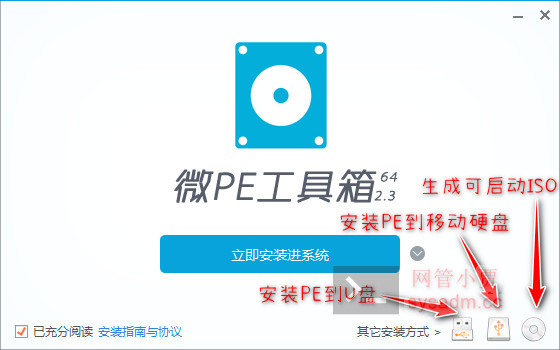 微PE工具箱
64
2.3
生成可启动ISO
安装PE到移动硬盘
立即安装进系统
网管小贾
安装PE到U盘
sysadm.cc
已充分阅读 安装指南与协议
其它安装方式 >